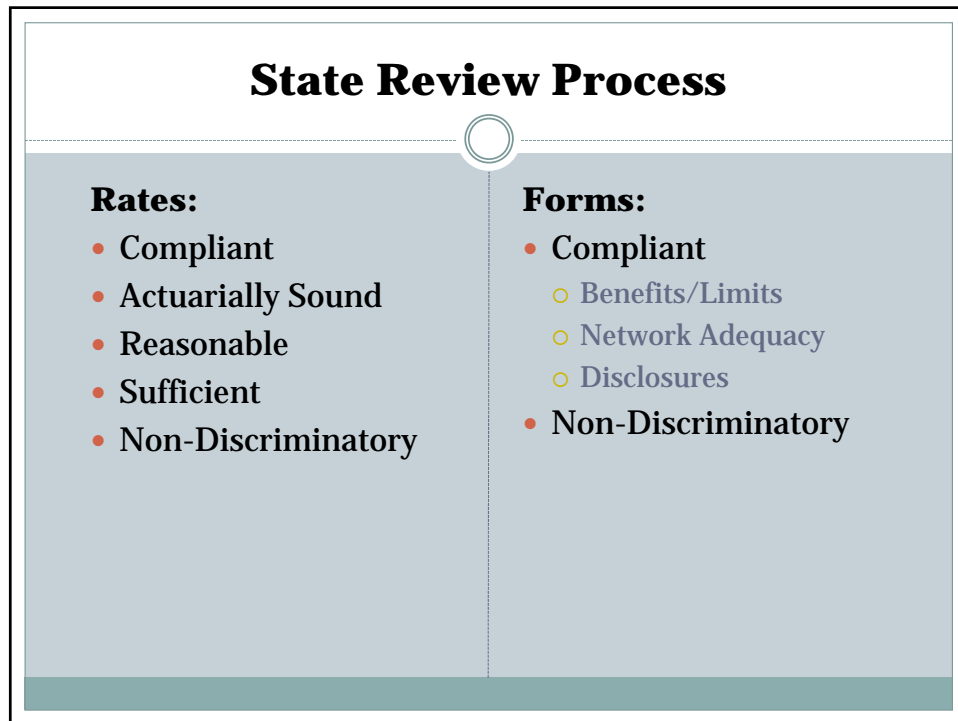 State Review Process
Rates:
• Compliant
• Actuarially Sound
• Reasonable
• Sufficient
• Non-Discriminatory
Forms:
• Compliant
o Benefits/Limits
o Network Adequacy
o Disclosures
• Non-Discriminatory